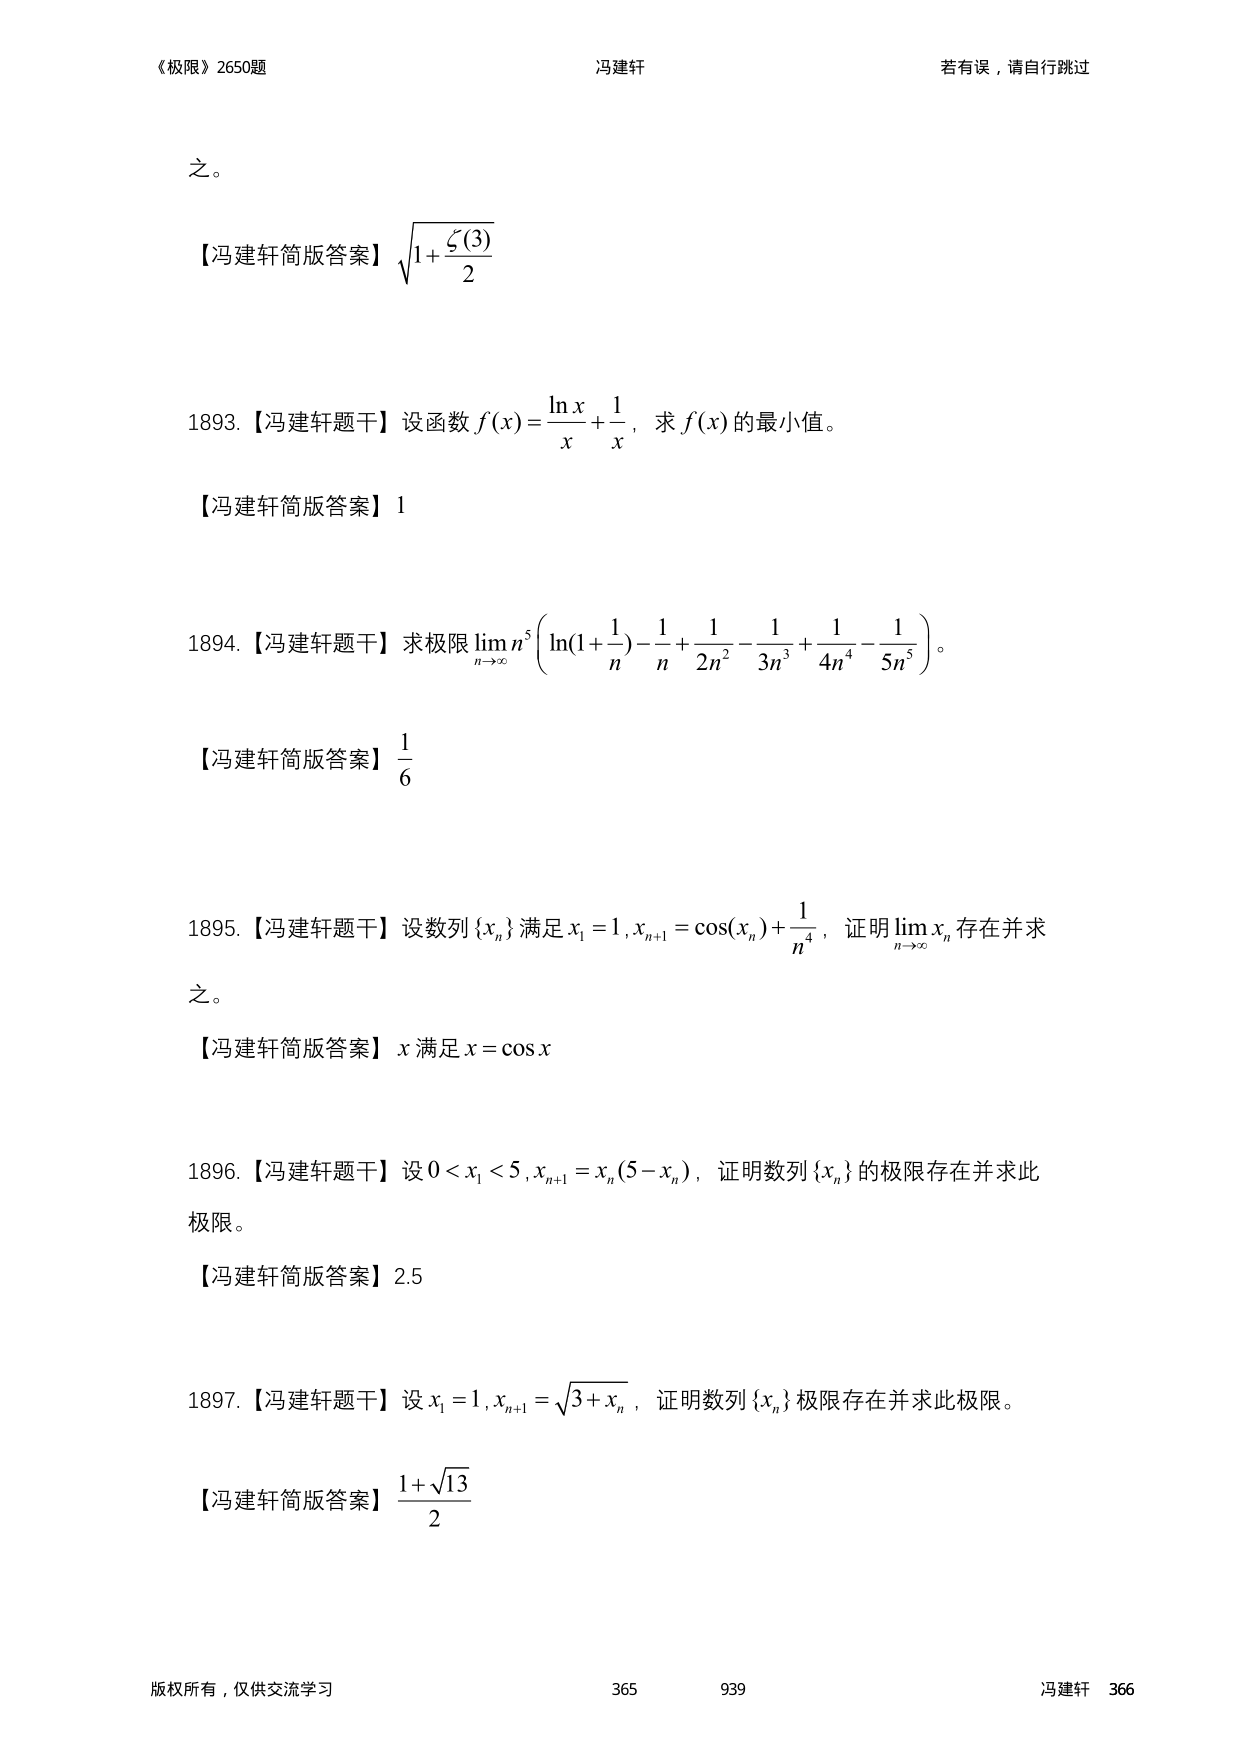 《极限》2650题 冯建轩 若有误，请自行跳过
之。
【冯建轩简版答案】 $\sqrt{1+\frac{\zeta(3)}{2}}$
1893.【冯建轩题干】设函数 $f(x)=\frac{\ln x}{x}+\frac{1}{x}$，求 $f(x)$ 的最小值。
【冯建轩简版答案】 1
1894.【冯建轩题干】求极限 $\lim_{n\to\infty} n^5\left(\ln(1+\frac{1}{n})-\frac{1}{n}+\frac{1}{2n^2}-\frac{1}{3n^3}+\frac{1}{4n^4}-\frac{1}{5n^5}\right)$。
【冯建轩简版答案】 $\frac{1}{6}$
1895.【冯建轩题干】设数列 $\{x_n\}$ 满足 $x_1=1, x_{n+1}=\cos(x_n)+\frac{1}{n^4}$，证明 $\lim_{n\to\infty} x_n$ 存在并求
之。
【冯建轩简版答案】 $x$ 满足 $x=\cos x$
1896.【冯建轩题干】设 $0<x_1<5, x_{n+1}=x_n(5-x_n)$，证明数列 $\{x_n\}$ 的极限存在并求此
极限。
【冯建轩简版答案】2.5
1897.【冯建轩题干】设 $x_1=1, x_{n+1}=\sqrt{3+x_n}$，证明数列 $\{x_n\}$ 极限存在并求此极限。
【冯建轩简版答案】 $\frac{1+\sqrt{13}}{2}$
版权所有，仅供交流学习 365 939 冯建轩 366